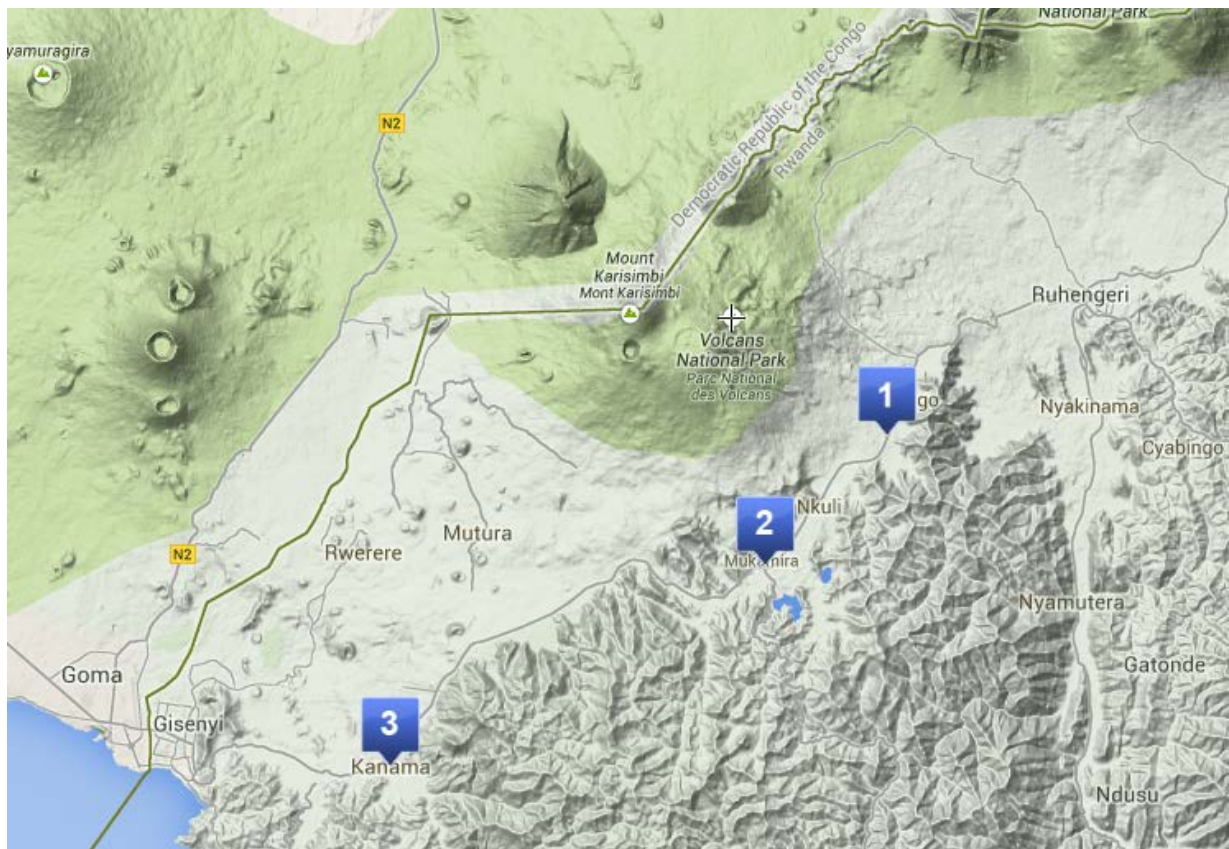 National Park
yamuragira
N2
Democratic Republic of the Congo
Rwanda
Mount
Karisimbi
Mont Karisimbi
Ruhengeri
Volcans
National Park
Parc National
des Volcans
1
go
Nyakinama
Cyabingo
Nkuli
2
Mutura
Rwerere
N2
Mukamira
Nyamutera
Gatonde
Goma
Gisenyi
3
Kanama
Ndusu